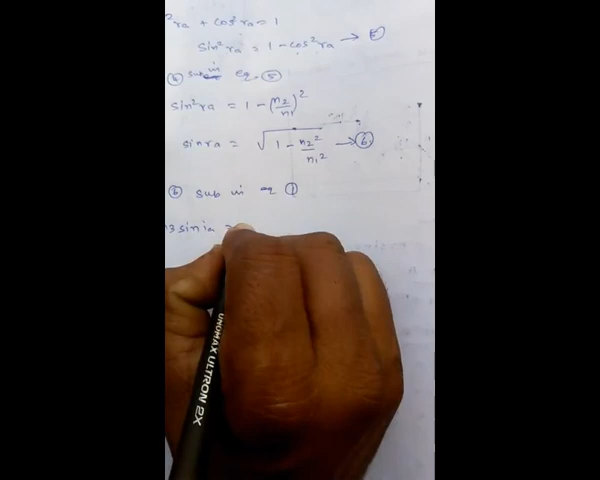 ²ra + cos²ra = 1
sin²ra = 1 - cos²ra → ⑤
④ sub in eq ⑤
sin²ra = 1 - (n2/n1)²
sin ra = √(1 - n2²/n1²) → ⑥
⑥ sub in eq ①
n3 sin ia =
UNOMAX ULTRON 2X